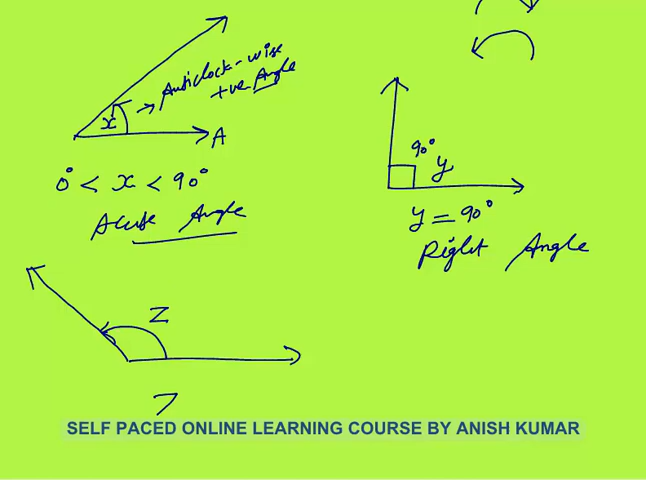 Anticlock-wise
+ve Angle
x
A
0° < x < 90°
Acute Angle
90°
y
y = 90°
Right Angle
Z
Z
SELF PACED ONLINE LEARNING COURSE BY ANISH KUMAR